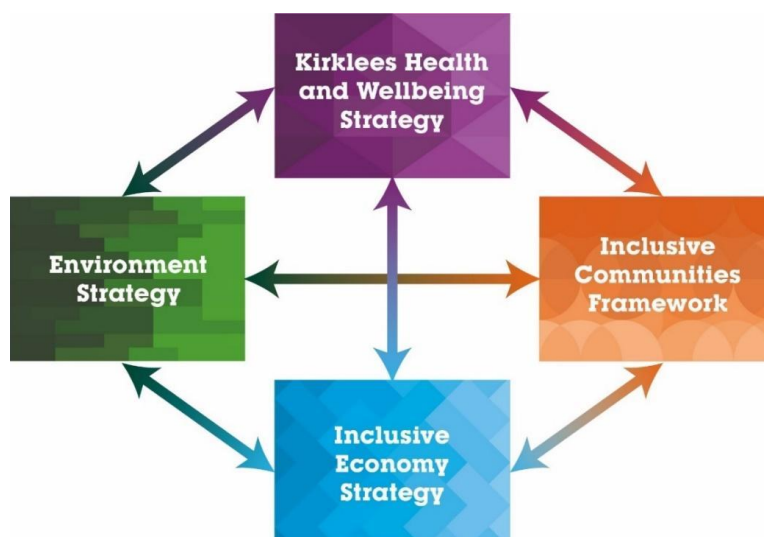 Kirklees Health
and Wellbeing
Strategy
Environment
Strategy
Inclusive
Communities
Framework
Inclusive
Economy
Strategy